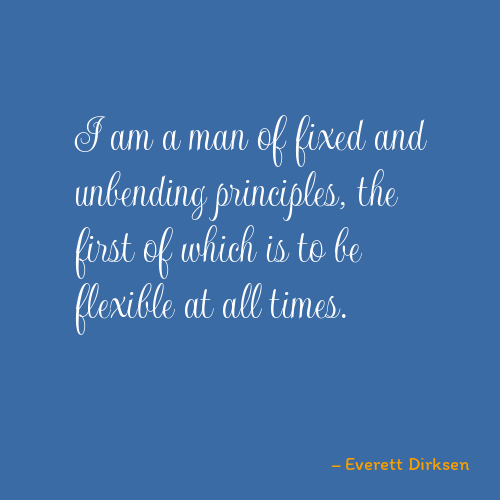 I am a man of fixed and
unbending principles, the
first of which is to be
flexible at all times.
– Everett Dirksen